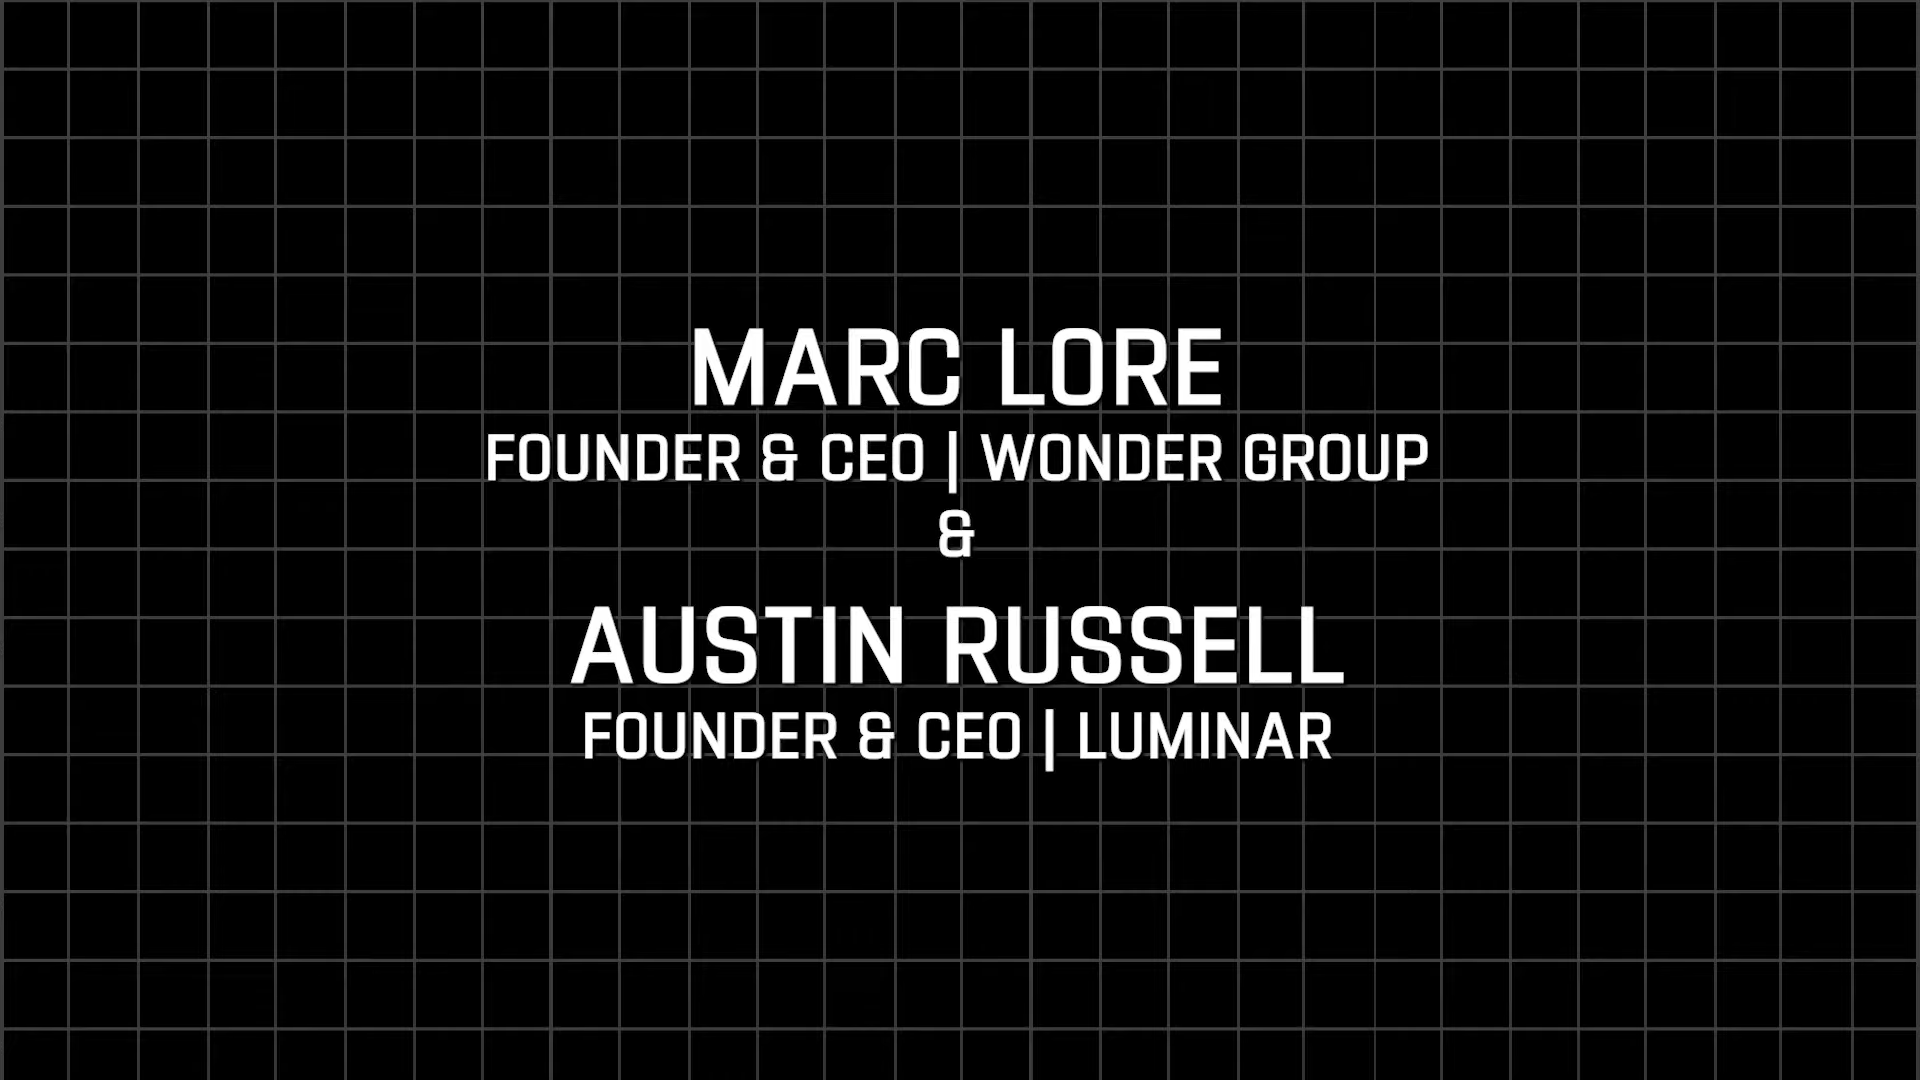 MARC LORE
FOUNDER & CEO | WONDER GROUP
&
AUSTIN RUSSELL
FOUNDER & CEO | LUMINAR